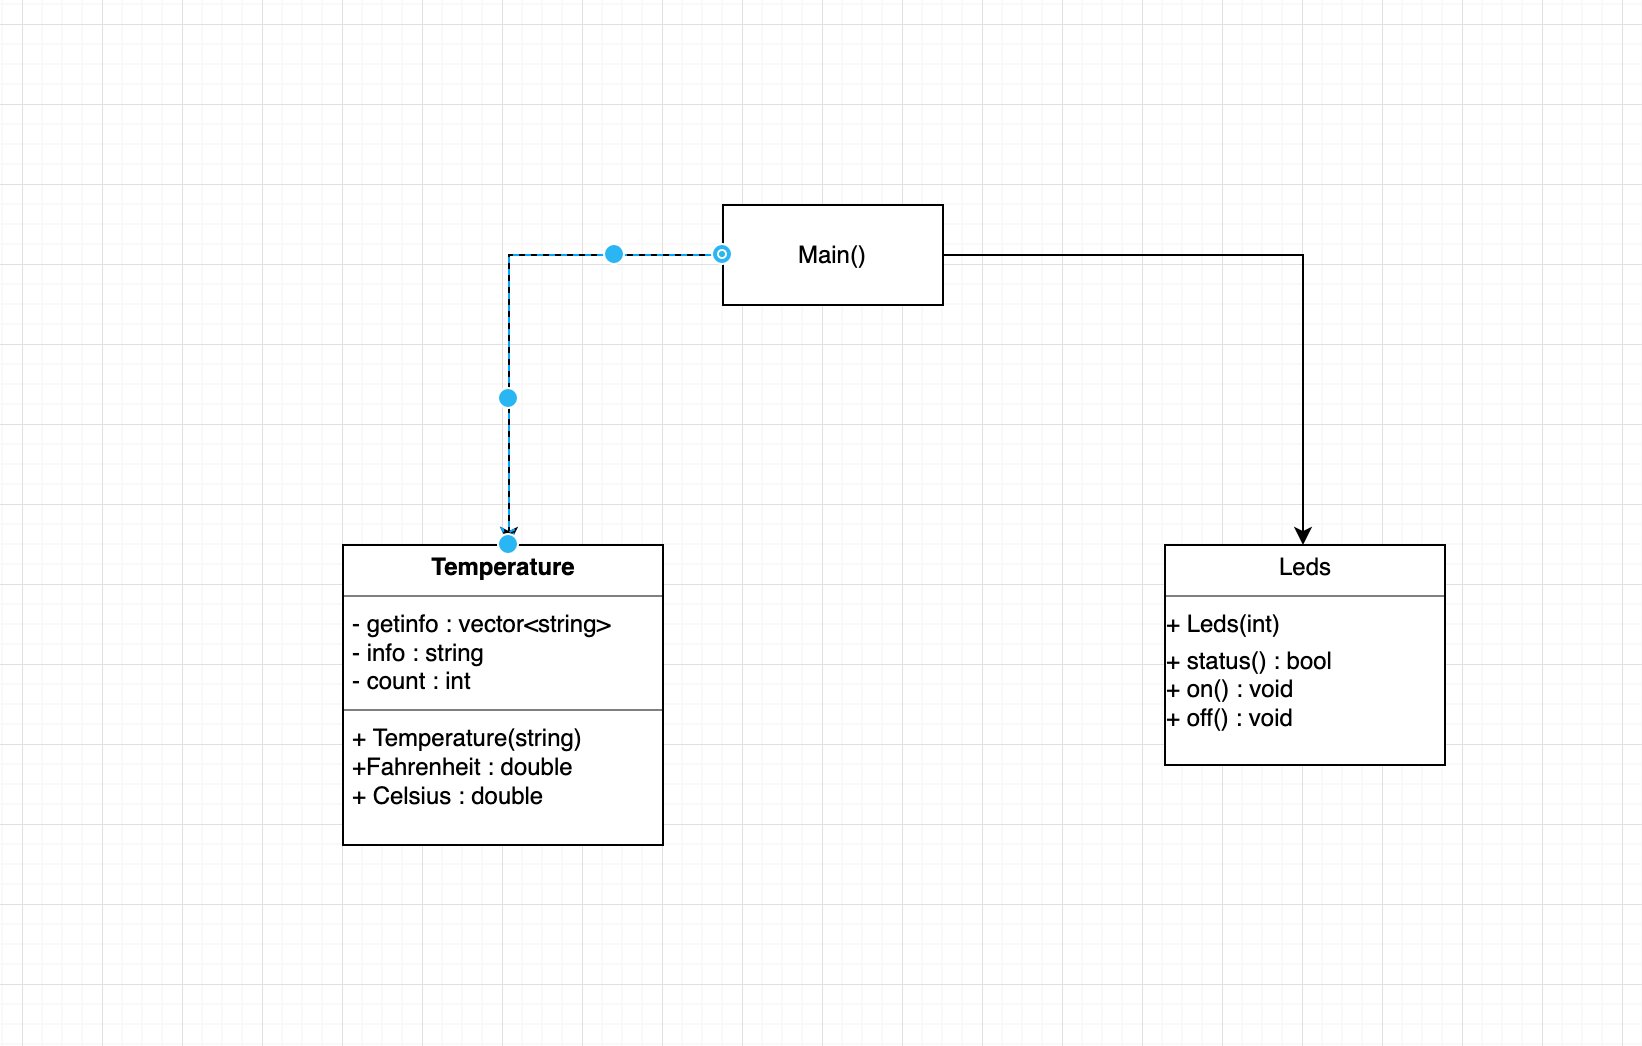 Main()
Temperature
- getinfo : vector<string>
- info : string
- count : int
+ Temperature(string)
+Fahrenheit : double
+ Celsius : double
Leds
+ Leds(int)
+ status() : bool
+ on() : void
+ off() : void